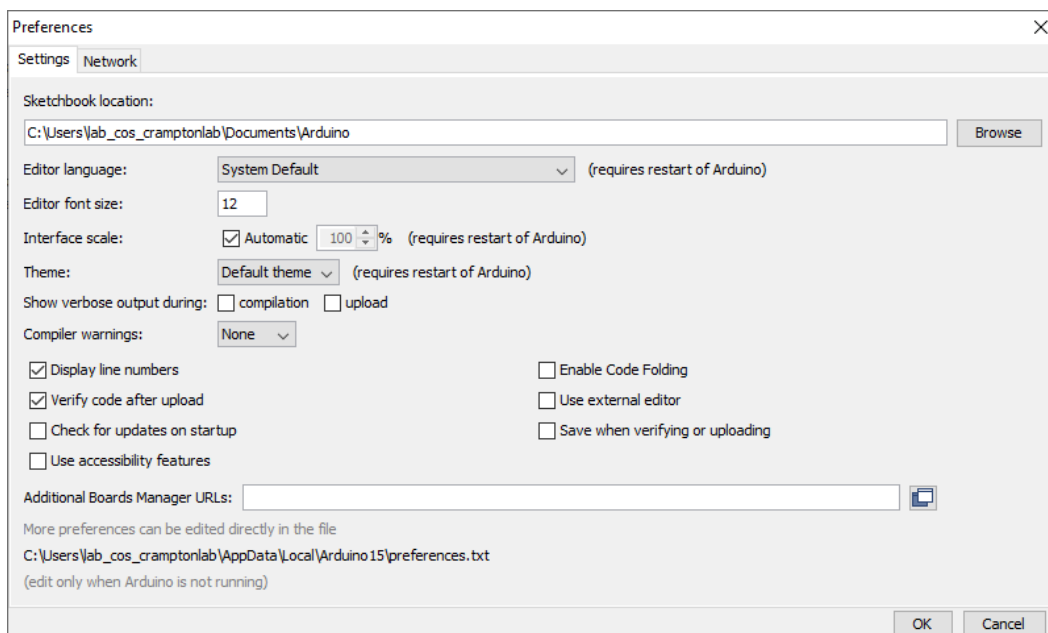 Preferences
Settings Network
Sketchbook location:
C:\Users\lab_cos_cramptonlab\Documents\Arduino Browse
Editor language: System Default (requires restart of Arduino)
Editor font size: 12
Interface scale: Automatic 100 % (requires restart of Arduino)
Theme: Default theme (requires restart of Arduino)
Show verbose output during: compilation upload
Compiler warnings: None
Display line numbers Enable Code Folding
Verify code after upload Use external editor
Check for updates on startup Save when verifying or uploading
Use accessibility features
Additional Boards Manager URLs:
More preferences can be edited directly in the file
C:\Users\lab_cos_cramptonlab\AppData\Local\Arduino15\preferences.txt
(edit only when Arduino is not running)
OK Cancel